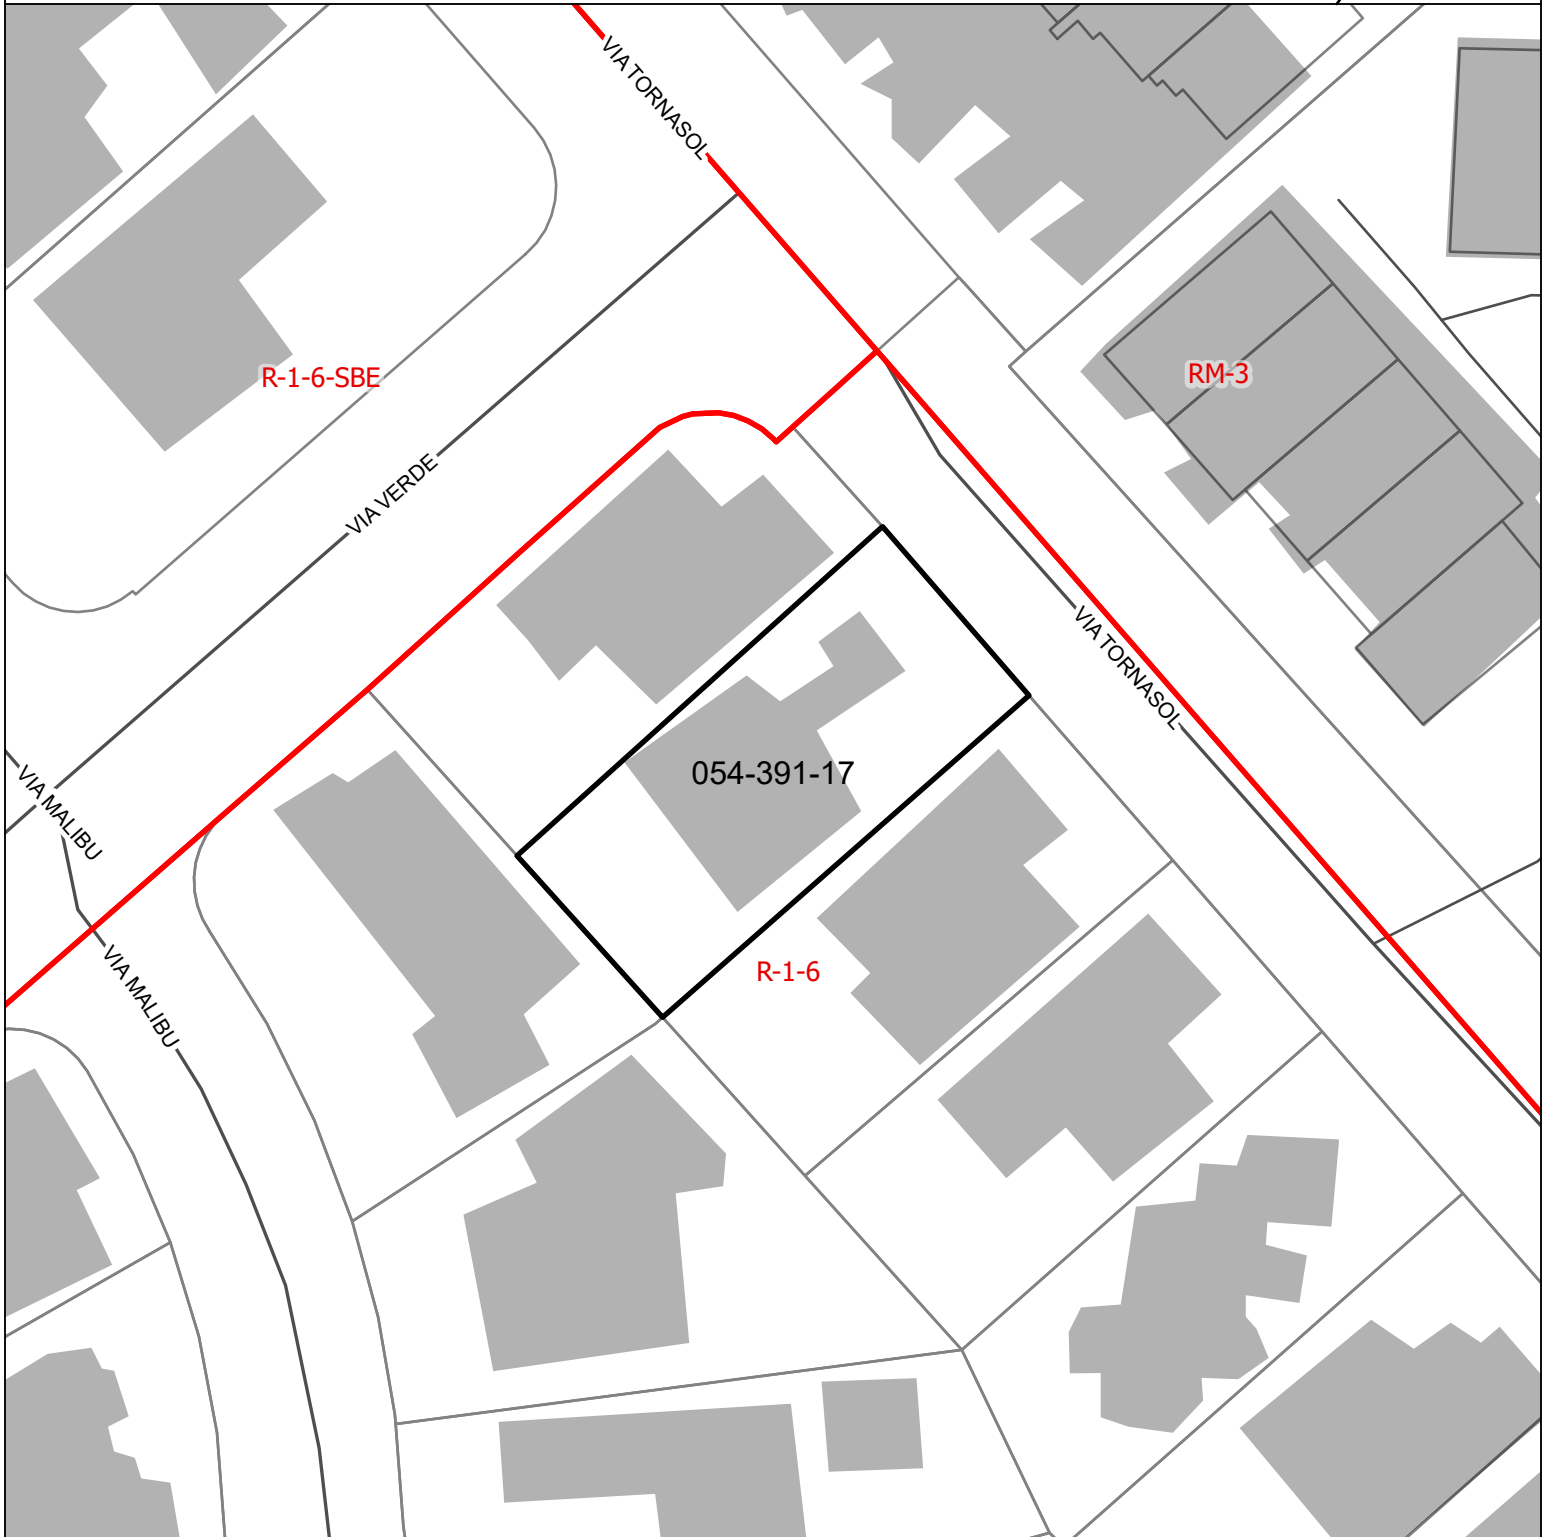 VIA TORNASOL
R-1-6-SBE
RM-3
VIA VERDE
VIA TORNASOL
054-391-17
VIA MALIBU
R-1-6
VIA MALIBU